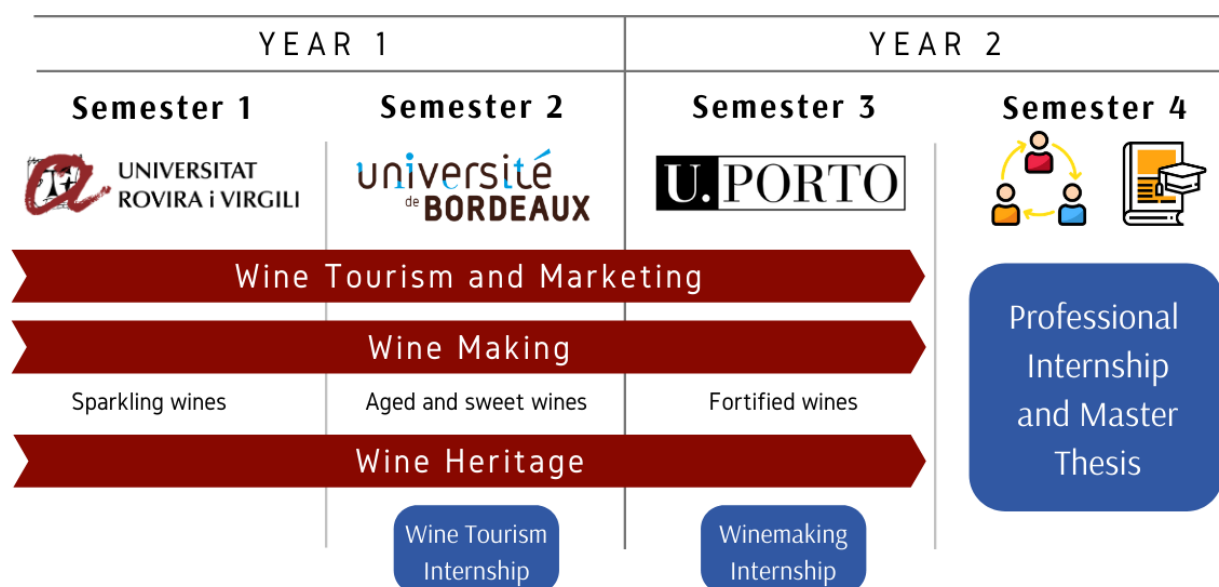 YEAR 1
YEAR 2
Semester 1
Semester 2
Semester 3
Semester 4
UNIVERSITAT
ROVIRA i VIRGILI
université
de BORDEAUX
U. PORTO
Wine Tourism and Marketing
Wine Making
Sparkling wines
Aged and sweet wines
Fortified wines
Wine Heritage
Professional
Internship
and Master
Thesis
Wine Tourism
Internship
Winemaking
Internship